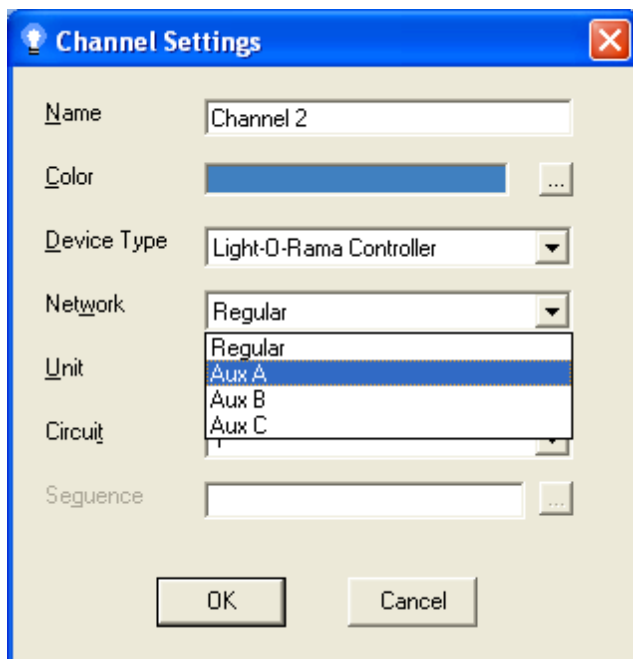 Channel Settings
Name
Channel 2
Color
...
Device Type
Light-O-Rama Controller
Network
Regular
Regular
Unit
Aux A
Aux B
Aux C
Circuit
Seguence
...
OK
Cancel